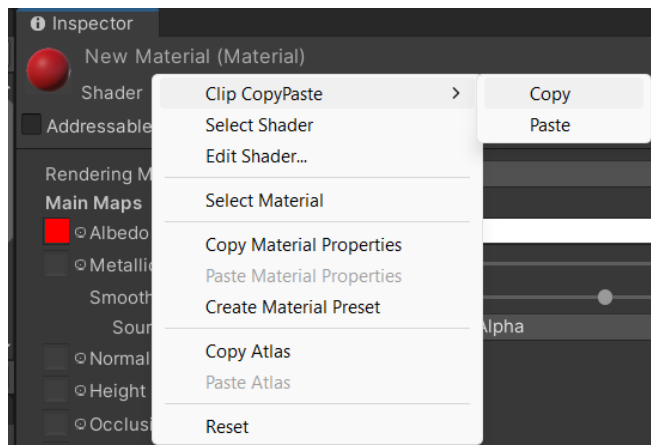 Inspector
New Material (Material)
Shader
Addressable
Rendering M
Main Maps
Albedo
Metallic
Smooth
Sour
Alpha
Normal
Height
Occlusi
Clip CopyPaste
Select Shader
Edit Shader...
Select Material
Copy Material Properties
Paste Material Properties
Create Material Preset
Copy Atlas
Paste Atlas
Reset
Copy
Paste